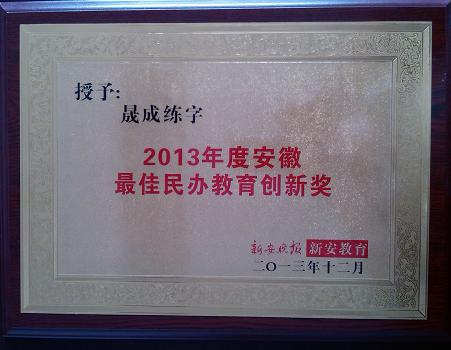 授予:
晟成练字
2013年度安徽
最佳民办教育创新奖
新安晚报 新安教育
二〇一三年十二月